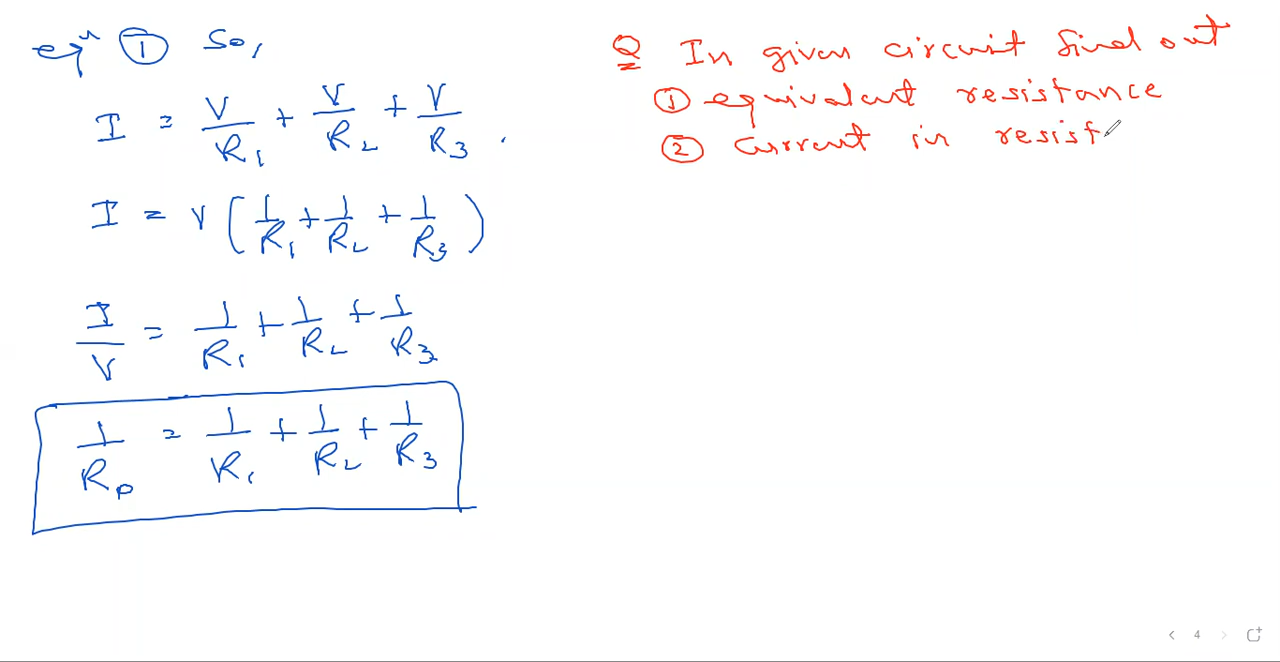 eqⁿ ① So,
I = V/R₁ + V/R₂ + V/R₃ .
I = V ( 1/R₁ + 1/R₂ + 1/R₃ )
I/V = 1/R₁ + 1/R₂ + 1/R₃
1/Rₚ = 1/R₁ + 1/R₂ + 1/R₃
Q In given circuit find out
① equivalent resistance
② current in resist
< 4 >